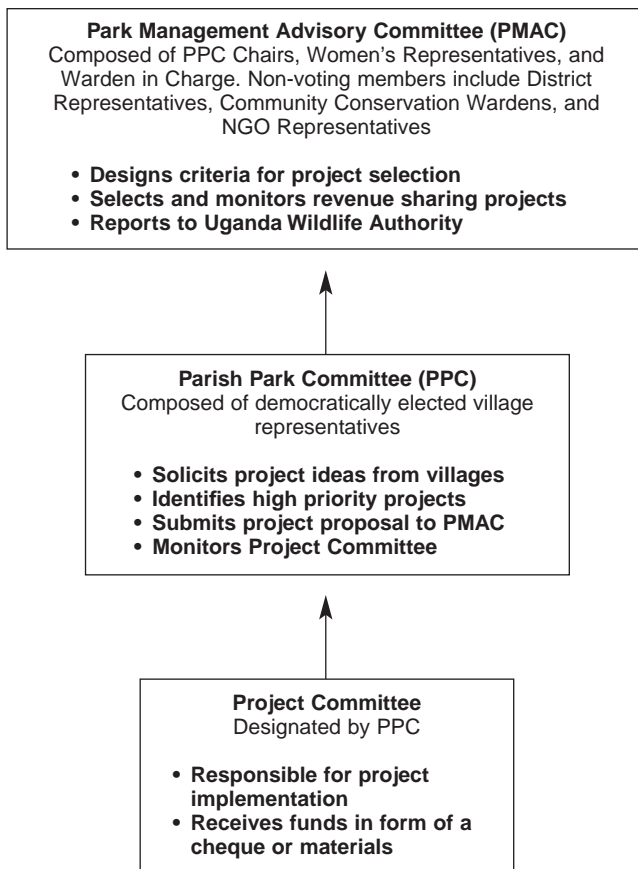 Park Management Advisory Committee (PMAC)
Composed of PPC Chairs, Women’s Representatives, and
Warden in Charge. Non-voting members include District
Representatives, Community Conservation Wardens, and
NGO Representatives
• Designs criteria for project selection
• Selects and monitors revenue sharing projects
• Reports to Uganda Wildlife Authority
Parish Park Committee (PPC)
Composed of democratically elected village
representatives
• Solicits project ideas from villages
• Identifies high priority projects
• Submits project proposal to PMAC
• Monitors Project Committee
Project Committee
Designated by PPC
• Responsible for project
implementation
• Receives funds in form of a
cheque or materials